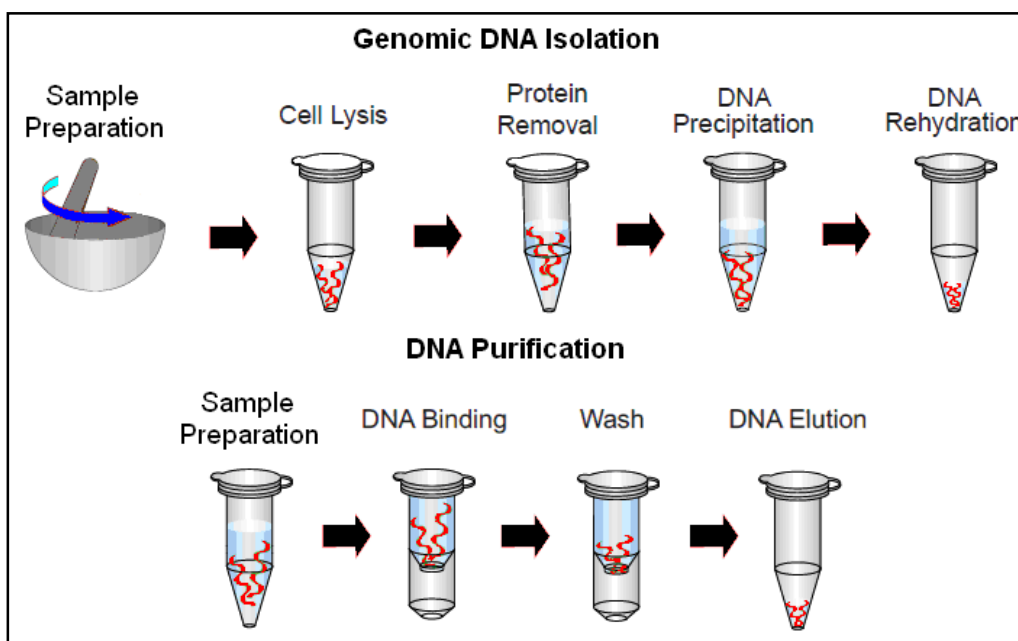 Genomic DNA Isolation
Sample
Preparation
Cell Lysis
Protein
Removal
DNA
Precipitation
DNA
Rehydration
DNA Purification
Sample
Preparation
DNA Binding
Wash
DNA Elution